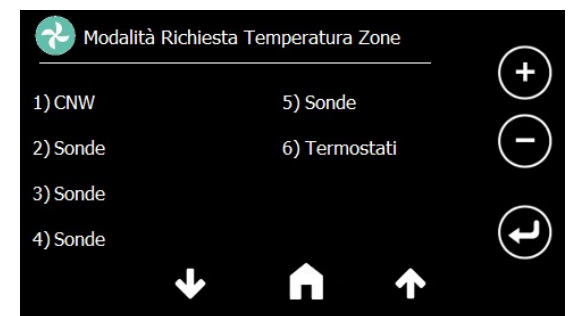 Modalità Richiesta Temperatura Zone
1) CNW
2) Sonde
3) Sonde
4) Sonde
5) Sonde
6) Termostati